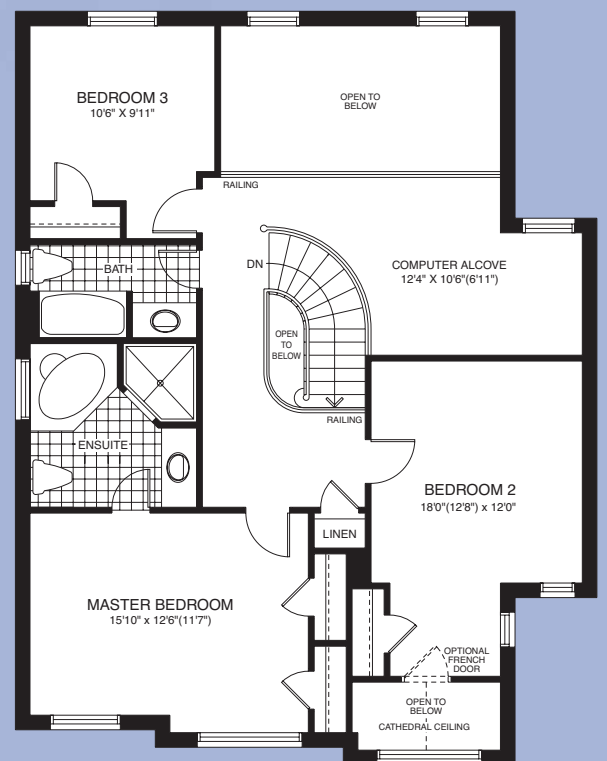 BEDROOM 3
10'6" X 9'11"
OPEN TO
BELOW
RAILING
BATH
DN
COMPUTER ALCOVE
12'4" X 10'6"(6'11")
OPEN
TO
BELOW
RAILING
ENSUITE
BEDROOM 2
18'0"(12'8") x 12'0"
LINEN
MASTER BEDROOM
15'10" x 12'6"(11'7")
OPTIONAL
FRENCH
DOOR
OPEN TO
BELOW
CATHEDRAL CEILING